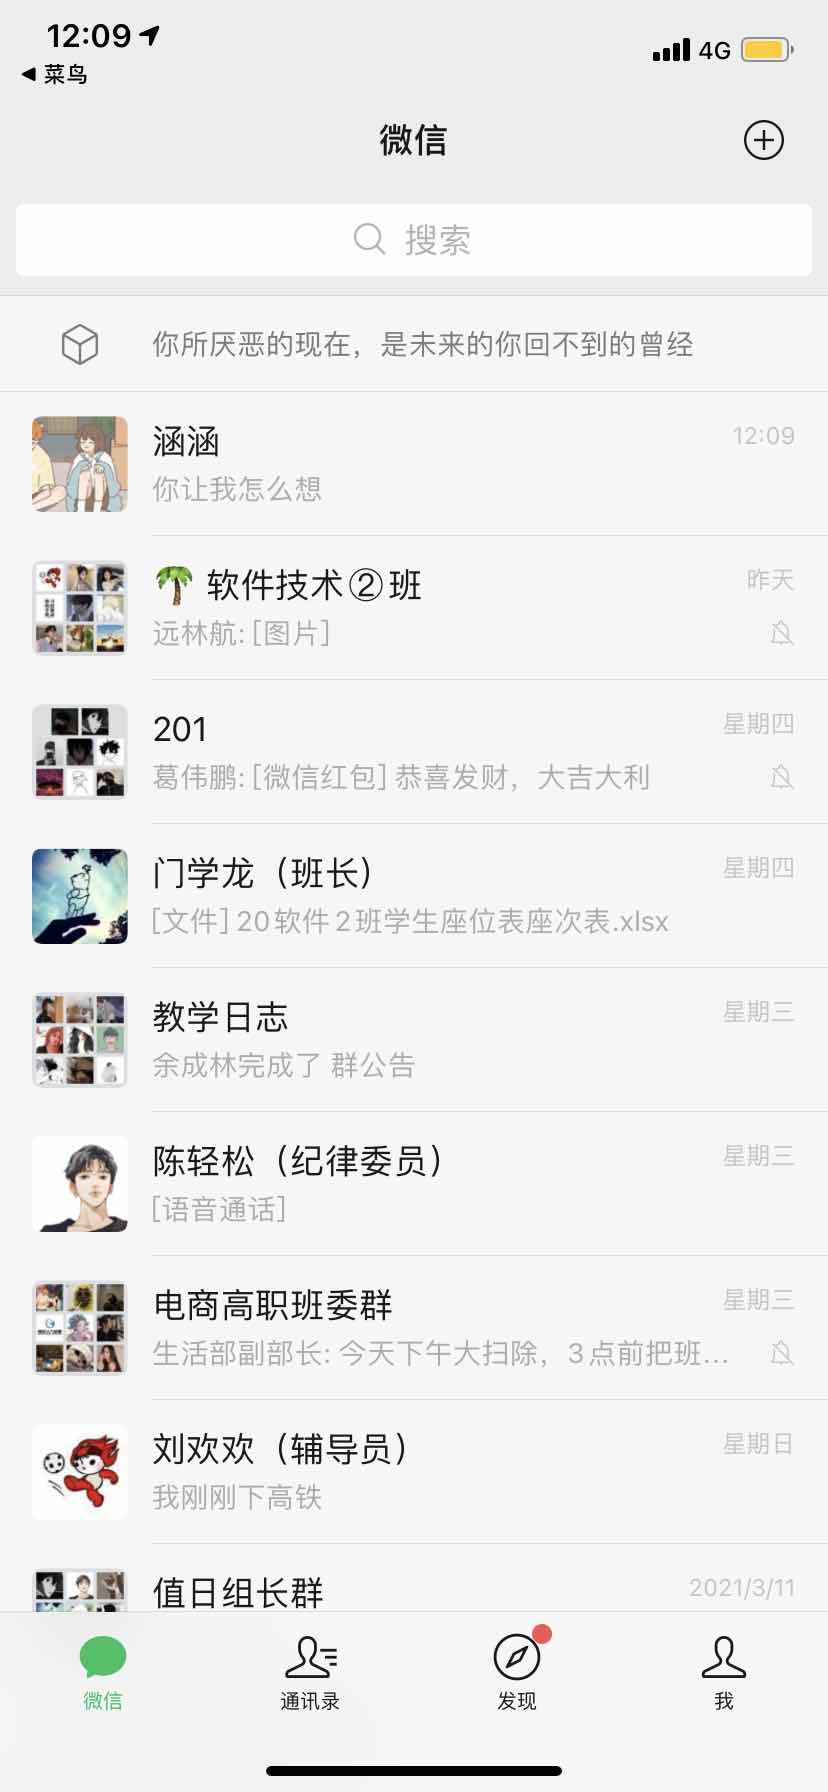 12:09
4G
菜鸟
微信
搜索
你所厌恶的现在，是未来的你回不到的曾经
涵涵
12:09
你让我怎么想
🌴 软件技术②班
昨天
远林航: [图片]
201
星期四
葛伟鹏: [微信红包] 恭喜发财，大吉大利
门学龙（班长）
星期四
[文件] 20软件2班学生座位表座次表.xlsx
教学日志
星期三
余成林完成了 群公告
陈轻松（纪律委员）
星期三
[语音通话]
电商高职班委群
星期三
生活部副部长: 今天下午大扫除，3点前把班...
刘欢欢（辅导员）
星期日
我刚刚下高铁
值日组长群
2021/3/11
微信
通讯录
发现
我